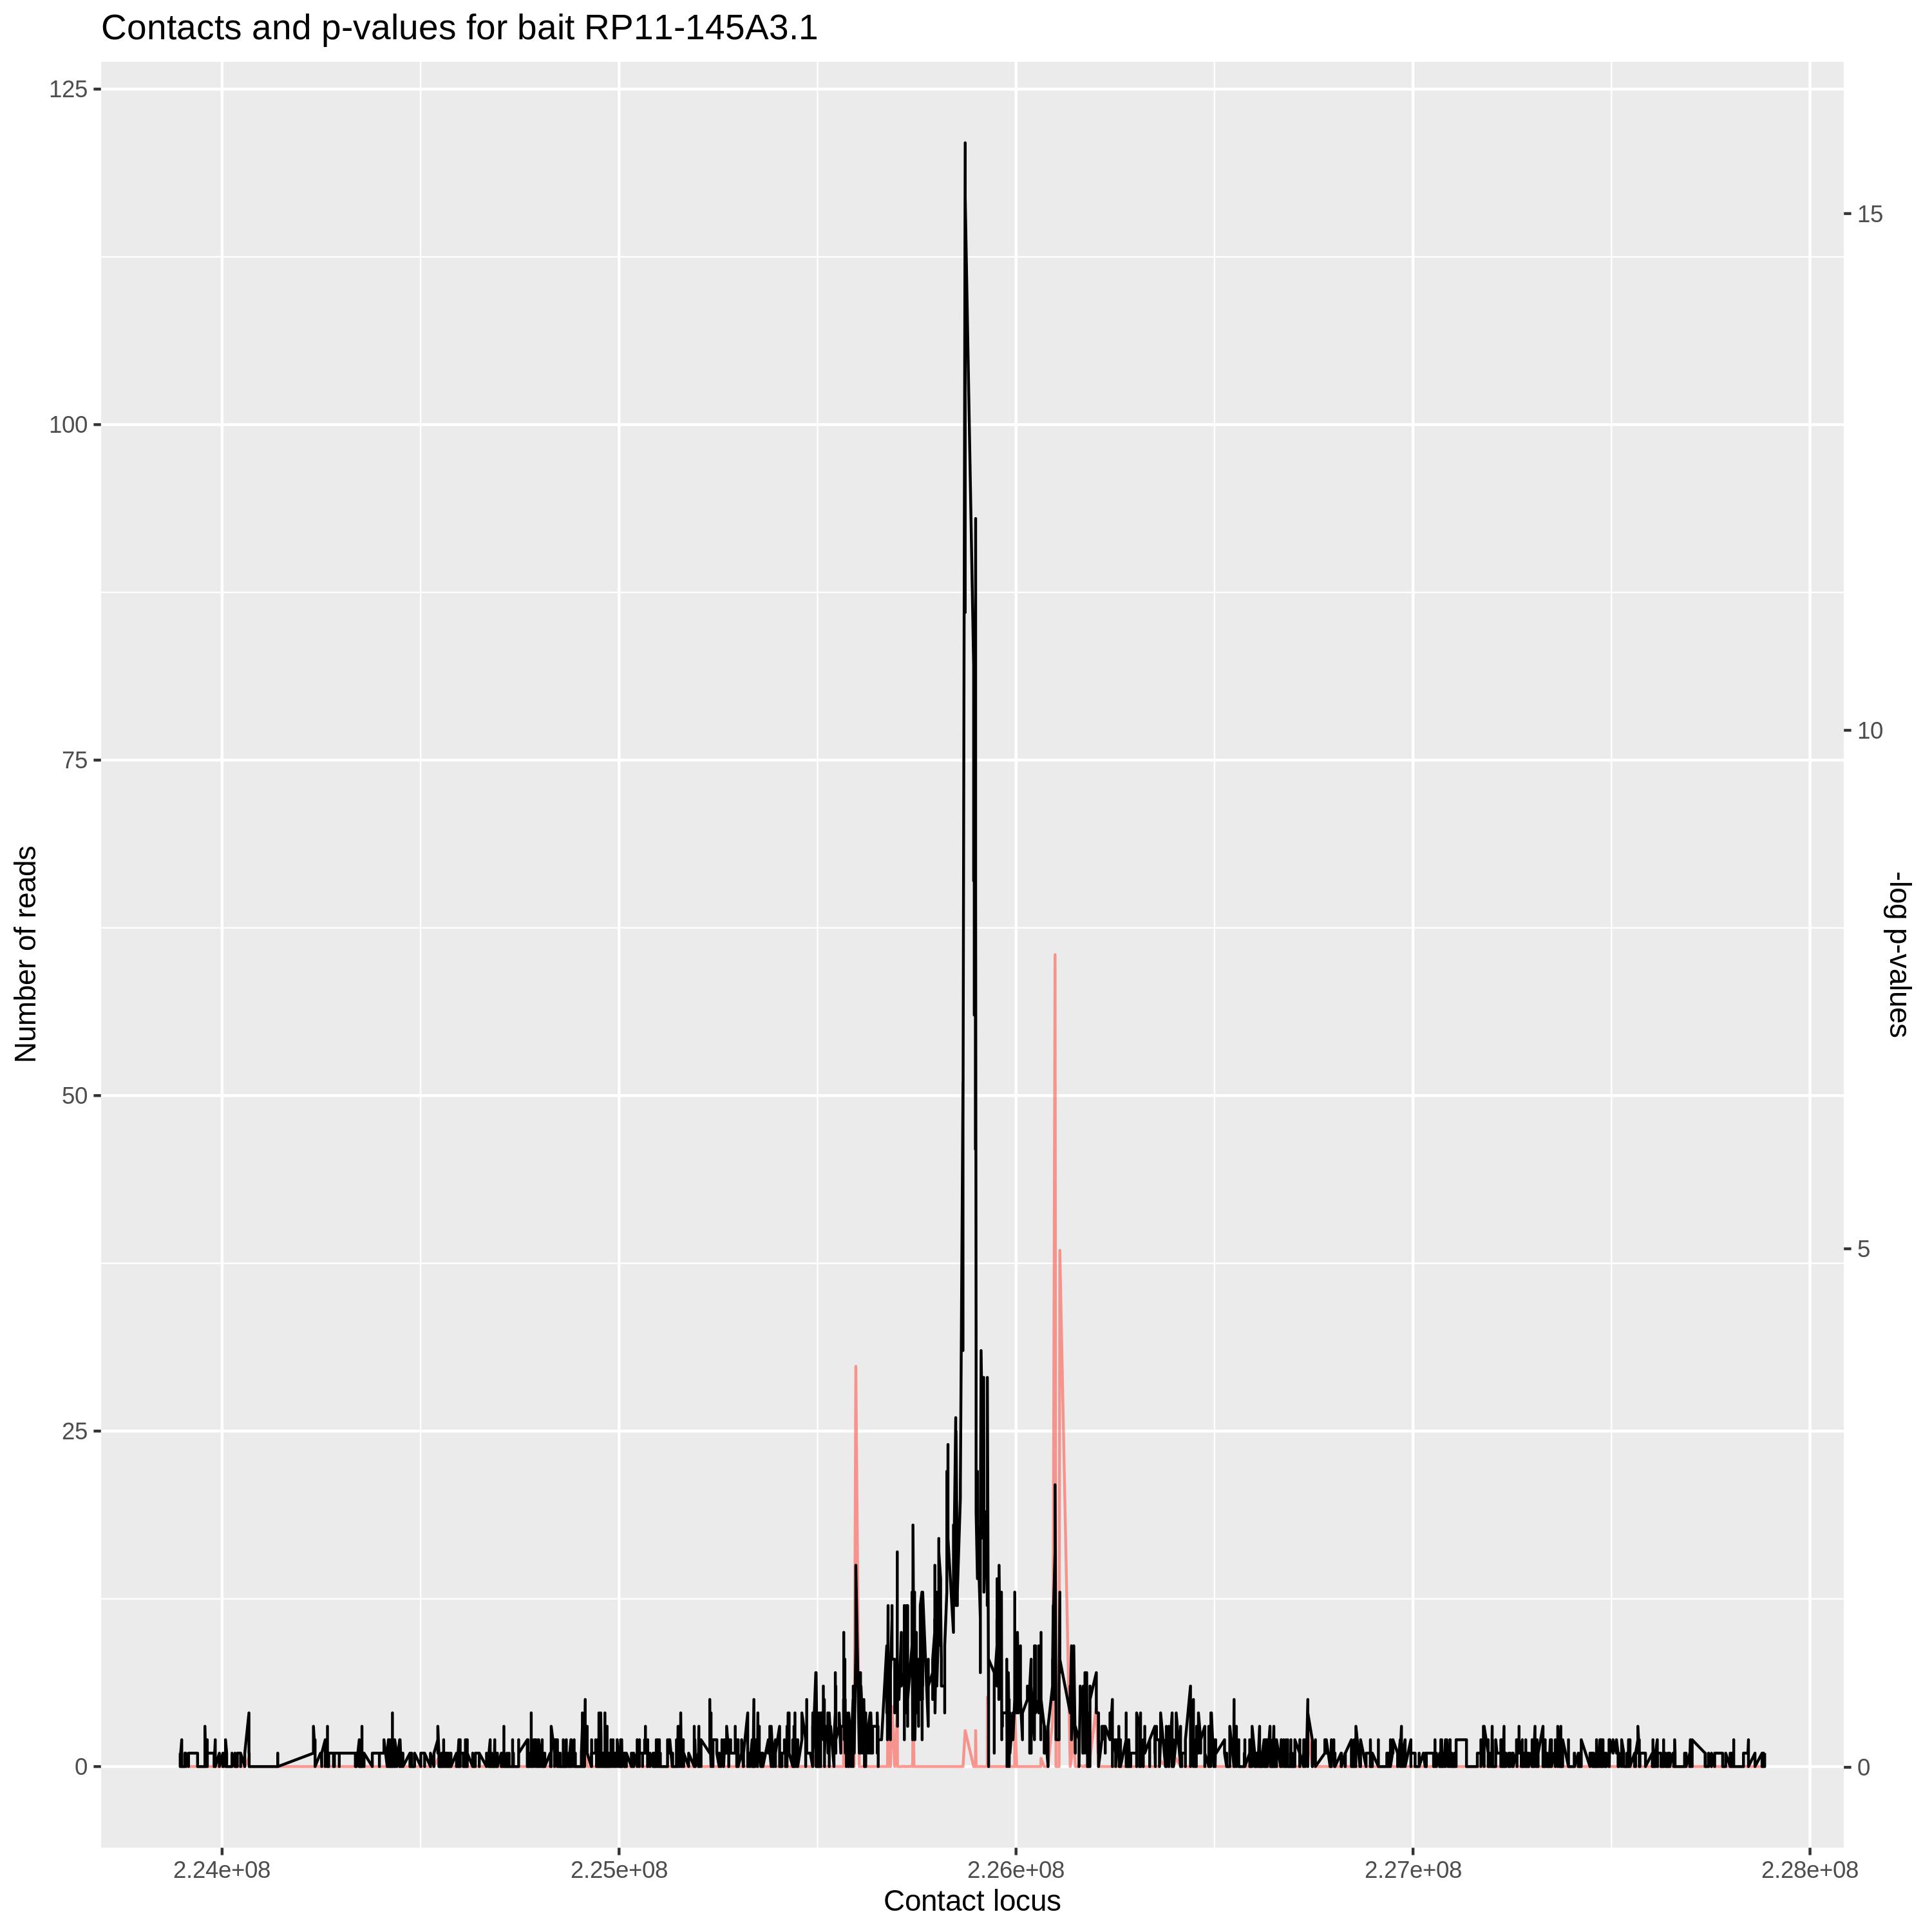 Contacts and p-values for bait RP11-145A3.1
125
100
75
50
25
0
Number of reads
15
10
5
0
-log p-values
2.24e+08
2.25e+08
2.26e+08
2.27e+08
2.28e+08
Contact locus